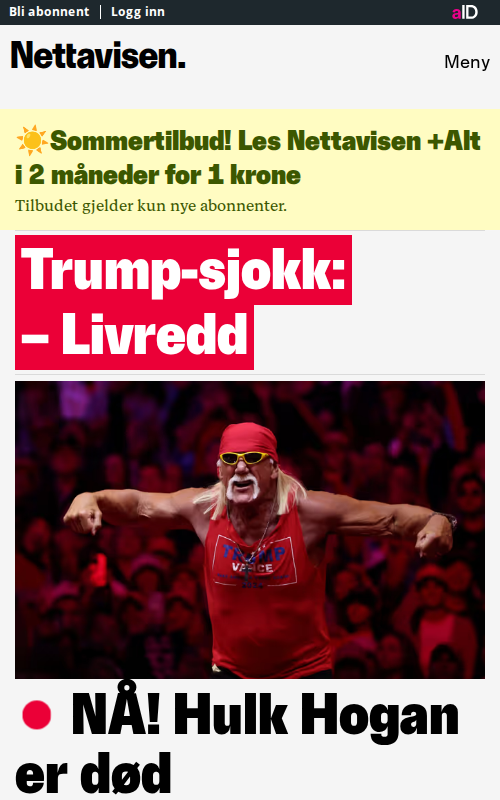 Bli abonnent | Logg inn
aID
Nettavisen.
Meny
☀️Sommertilbud! Les Nettavisen +Alt
i 2 måneder for 1 krone
Tilbudet gjelder kun nye abonnenter.
Trump-sjokk:
– Livredd
TRUMP
VANCE
NÅ! Hulk Hogan
er død